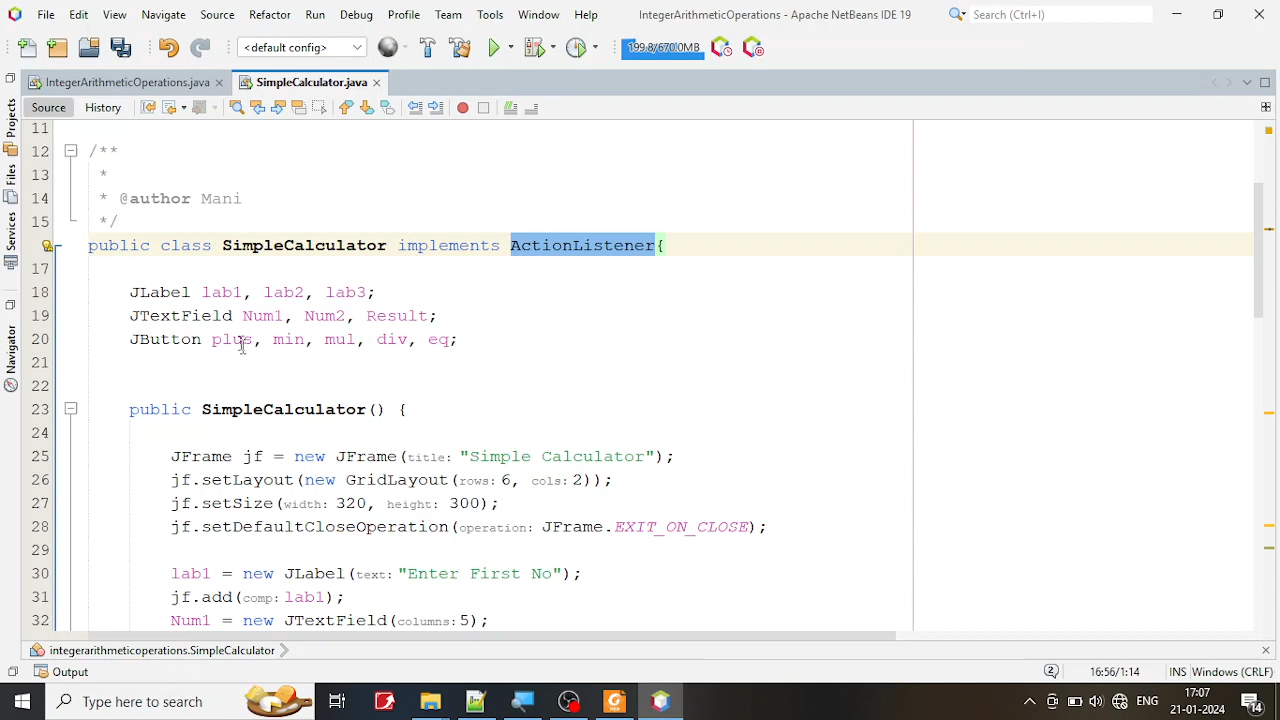 File Edit View Navigate Source Refactor Run Debug Profile Team Tools Window Help IntegerArithmeticOperations - Apache NetBeans IDE 19 Search (Ctrl+I)
<default config> 199.8/670.0MB
IntegerArithmeticOperations.java SimpleCalculator.java
Source History
Projects
Files
Services
Navigator
11
12 /**
13 *
14 * @author Mani
15 */
public class SimpleCalculator implements ActionListener{
17
18 JLabel lab1, lab2, lab3;
19 JTextField Num1, Num2, Result;
20 JButton plus, min, mul, div, eq;
21
22
23 public SimpleCalculator() {
24
25 JFrame jf = new JFrame(title: "Simple Calculator");
26 jf.setLayout(new GridLayout(rows: 6, cols: 2));
27 jf.setSize(width: 320, height: 300);
28 jf.setDefaultCloseOperation(operation: JFrame.EXIT_ON_CLOSE);
29
30 lab1 = new JLabel(text: "Enter First No");
31 jf.add(comp: lab1);
32 Num1 = new JTextField(columns: 5);
integerarithmeticoperations.SimpleCalculator
Output 2 16:56/1:14 INS Windows (CRLF)
Type here to search ENG 17:07
21-01-2024 14